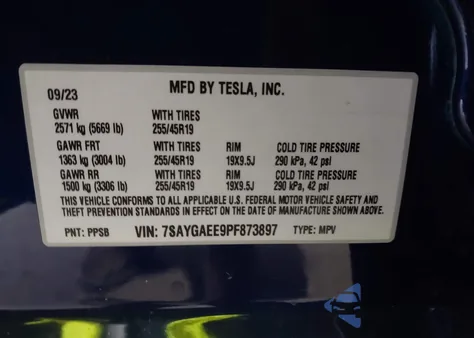 09/23 MFD BY TESLA, INC.
GVWR WITH TIRES
2571 kg (5669 lb) 255/45R19
GAWR FRT WITH TIRES RIM COLD TIRE PRESSURE
1363 kg (3004 lb) 255/45R19 19X9.5J 290 kPa, 42 psi
GAWR RR WITH TIRES RIM COLD TIRE PRESSURE
1500 kg (3306 lb) 255/45R19 19X9.5J 290 kPa, 42 psi
THIS VEHICLE CONFORMS TO ALL APPLICABLE U.S. FEDERAL MOTOR VEHICLE SAFETY AND
THEFT PREVENTION STANDARDS IN EFFECT ON THE DATE OF MANUFACTURE SHOWN ABOVE.
PNT: PPSB VIN: 7SAYGAEE9PF873897 TYPE: MPV